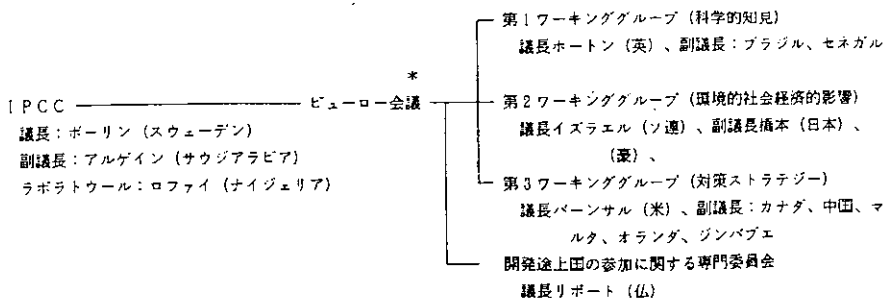 第1ワーキンググループ（科学的知見）
議長ホートン（英）、副議長：ブラジル、セネガル
*
IPCC ビューロー会議 第2ワーキンググループ（環境的社会経済的影響）
議長：ボーリン（スウェーデン） 議長イズラエル（ソ連）、副議長橋本（日本）、
副議長：アルゲイン（サウジアラビア） （豪）、
ラポラトウール：ロファイ（ナイジェリア） 第3ワーキンググループ（対策ストラテジー）
議長バーンサル（米）、副議長：カナダ、中国、マ
ルタ、オランダ、ジンバブエ
開発途上国の参加に関する専門委員会
議長リポート（仏）